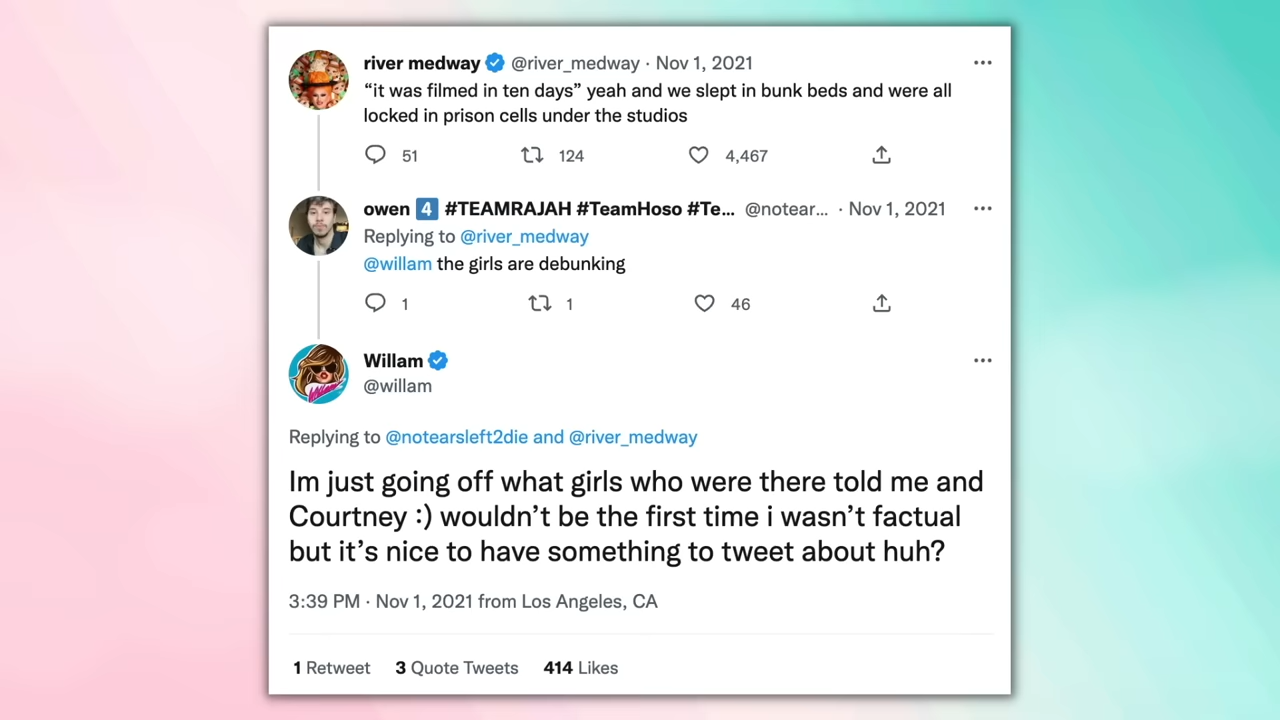 river medway @river_medway · Nov 1, 2021
“it was filmed in ten days” yeah and we slept in bunk beds and were all
locked in prison cells under the studios
51 124 4,467
owen 4 #TEAMRAJAH #TeamHoso #Te... @notear... · Nov 1, 2021
Replying to @river_medway
@willam the girls are debunking
1 1 46
Willam
@willam
Replying to @notearsleft2die and @river_medway
Im just going off what girls who were there told me and
Courtney :) wouldn’t be the first time i wasn’t factual
but it’s nice to have something to tweet about huh?
3:39 PM · Nov 1, 2021 from Los Angeles, CA
1 Retweet 3 Quote Tweets 414 Likes